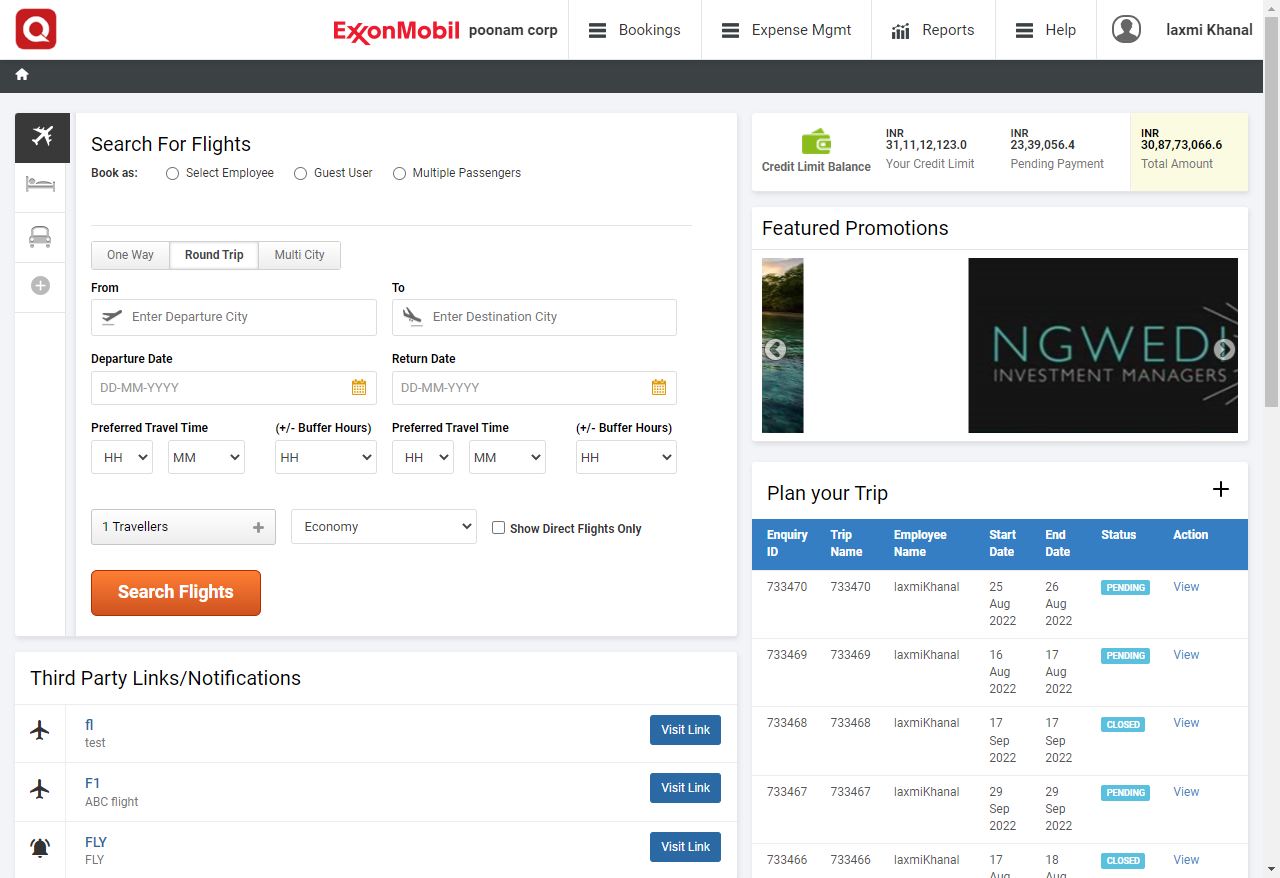 Q
ExxonMobil
poonam corp
Bookings
Expense Mgmt
Reports
Help
laxmi Khanal
Search For Flights
Book as:
Select Employee
Guest User
Multiple Passengers
One Way
Round Trip
Multi City
From
To
Enter Departure City
Enter Destination City
Departure Date
Return Date
DD-MM-YYYY
DD-MM-YYYY
Preferred Travel Time
(+/- Buffer Hours)
Preferred Travel Time
(+/- Buffer Hours)
HH
MM
HH
HH
MM
HH
1 Travellers
Economy
Show Direct Flights Only
Search Flights
Third Party Links/Notifications
fl
test
Visit Link
F1
ABC flight
Visit Link
FLY
FLY
Visit Link
Credit Limit Balance
INR
31,11,12,123.0
Your Credit Limit
INR
23,39,056.4
Pending Payment
INR
30,87,73,066.6
Total Amount
Featured Promotions
NGWEDI
INVESTMENT MANAGERS
Plan your Trip
Enquiry ID
Trip Name
Employee Name
Start Date
End Date
Status
Action
733470 733470 laxmiKhanal 25 Aug 2022 26 Aug 2022 PENDING View
733469 733469 laxmiKhanal 16 Aug 2022 17 Aug 2022 PENDING View
733468 733468 laxmiKhanal 17 Sep 2022 17 Sep 2022 CLOSED View
733467 733467 laxmiKhanal 29 Sep 2022 29 Sep 2022 PENDING View
733466 733466 laxmiKhanal 17 Aug 18 Aug CLOSED View